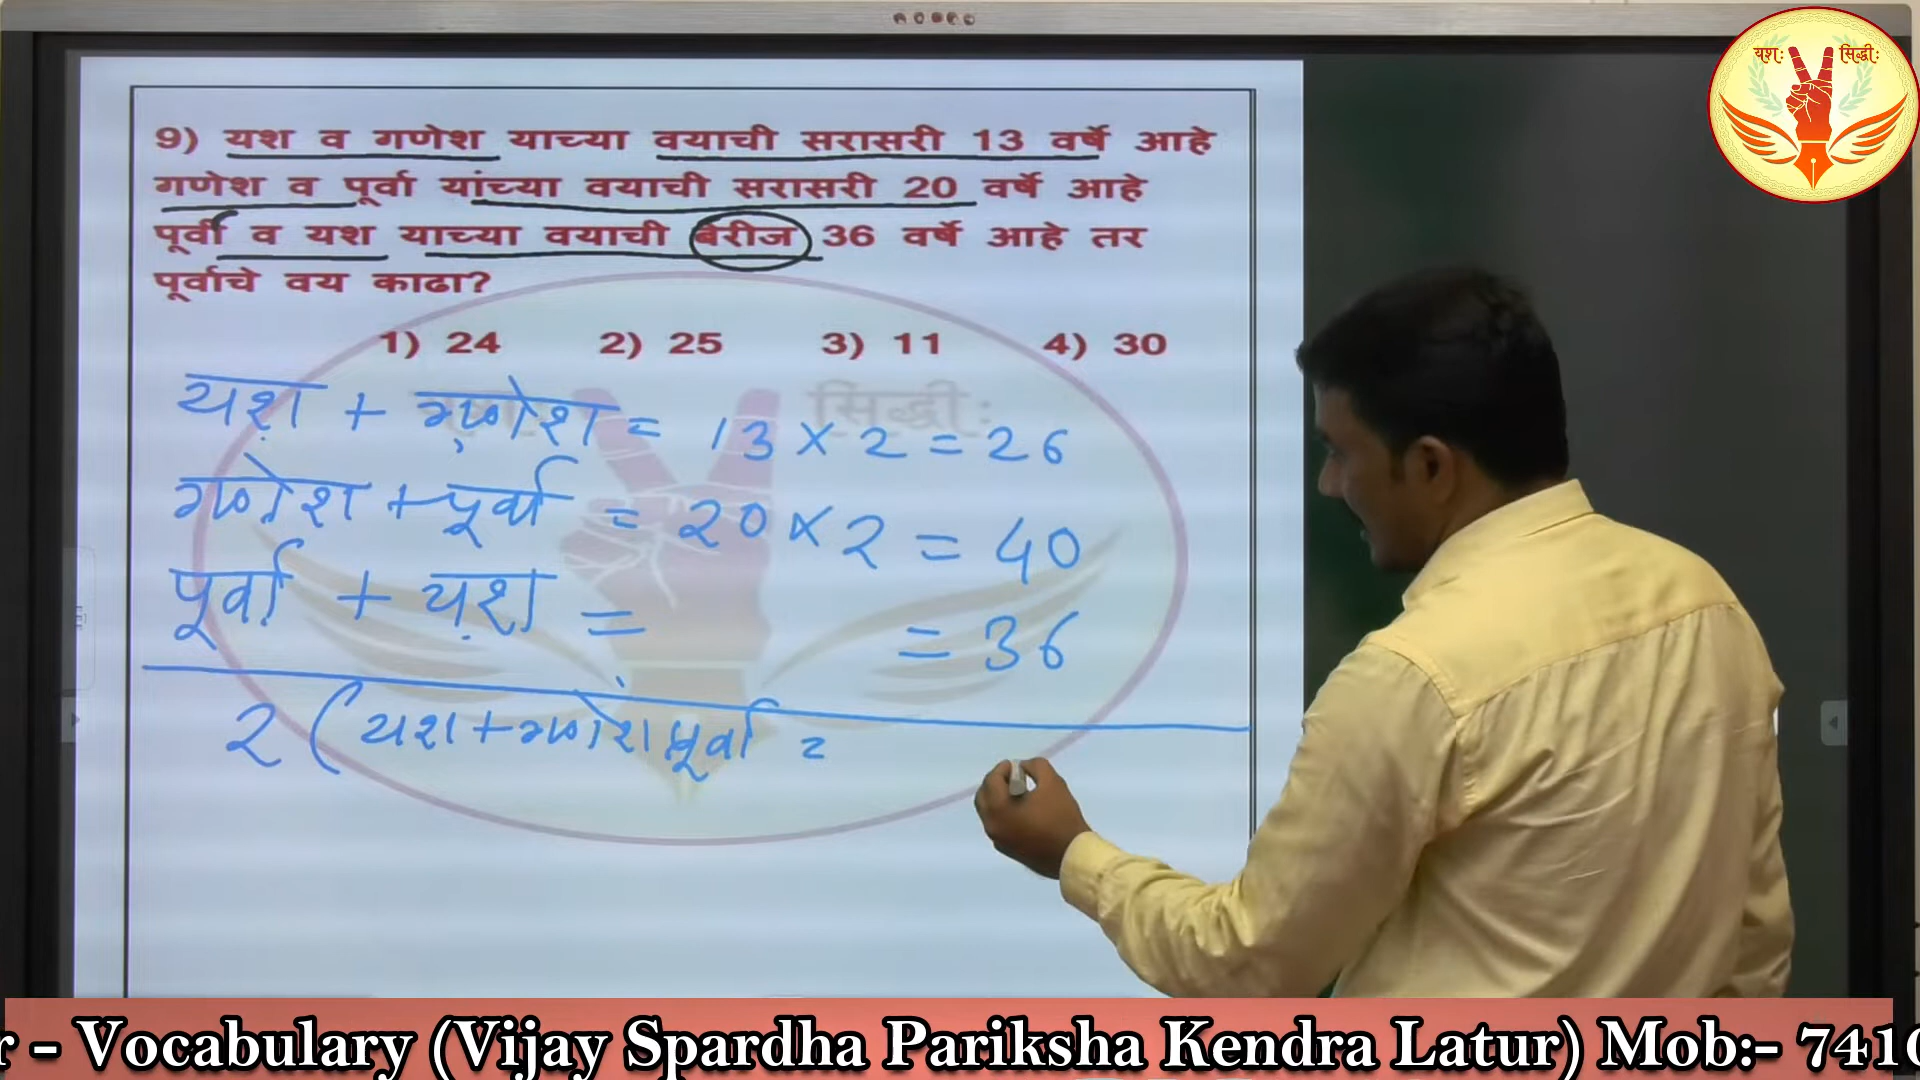 यशः सिद्धीः
9) यश व गणेश याच्या वयाची सरासरी 13 वर्षे आहे
गणेश व पूर्वा यांच्या वयाची सरासरी 20 वर्षे आहे
पूर्वा व यश याच्या वयाची बेरीज 36 वर्षे आहे तर
पूर्वाचे वय काढा?
1) 24 2) 25 3) 11 4) 30
सिद्धीः
यश + गणेश = 13 × 2 = 26
गणेश + पूर्वा = 20 × 2 = 40
पूर्वा + यश = = 36
2 ( यश + गणेश पूर्वा =
r - Vocabulary (Vijay Spardha Pariksha Kendra Latur) Mob:- 7410